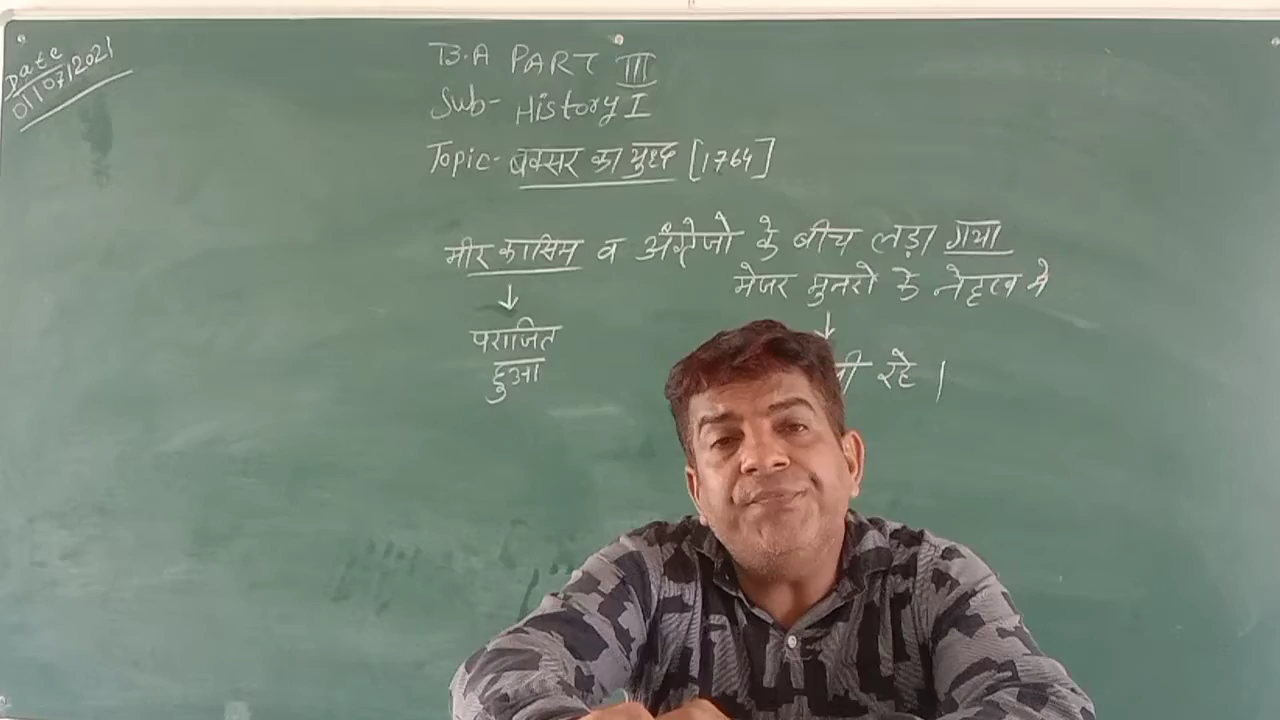 Date
01/07/2021
B.A PART III
Sub- History I
Topic- बक्सर का युद्ध [1764]
मीर कासिम व अंग्रेजो के बीच लड़ा गया
मेजर मुनरो के नेतृत्व मे
↓ ↓
पराजित
हुआ
रहे ।